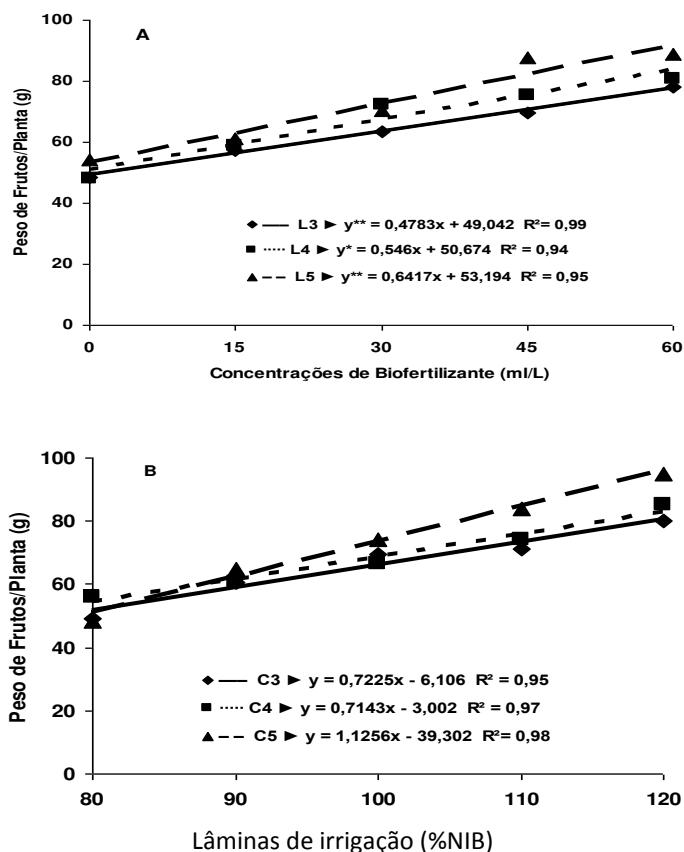 A
Peso de Frutos/Planta (g)
100
80
60
40
20
0
L3 ► y** = 0,4783x + 49,042 R²= 0,99
L4 ► y* = 0,546x + 50,674 R² = 0,94
L5 ► y** = 0,6417x + 53,194 R² = 0,95
0 15 30 45 60
Concentrações de Biofertilizante (ml/L)
B
Peso de Frutos/Planta (g)
100
80
60
40
20
0
C3 ► y = 0,7225x - 6,106 R² = 0,95
C4 ► y = 0,7143x - 3,002 R² = 0,97
C5 ► y = 1,1256x - 39,302 R²= 0,98
80 90 100 110 120
Lâminas de irrigação (%NIB)